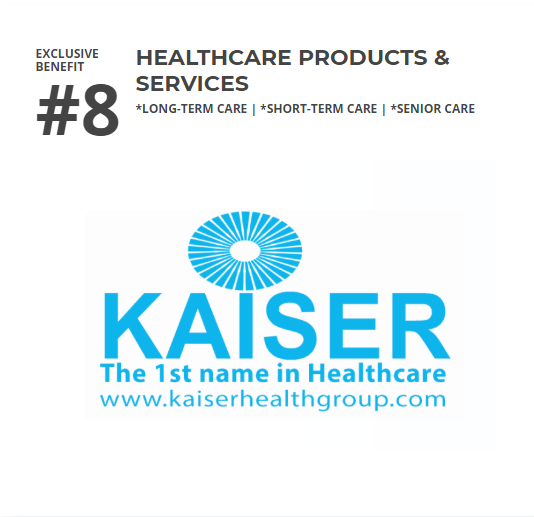 EXCLUSIVE
BENEFIT
#8
HEALTHCARE PRODUCTS &
SERVICES
*LONG-TERM CARE | *SHORT-TERM CARE | *SENIOR CARE
KAISER
The 1st name in Healthcare
www.kaiserhealthgroup.com